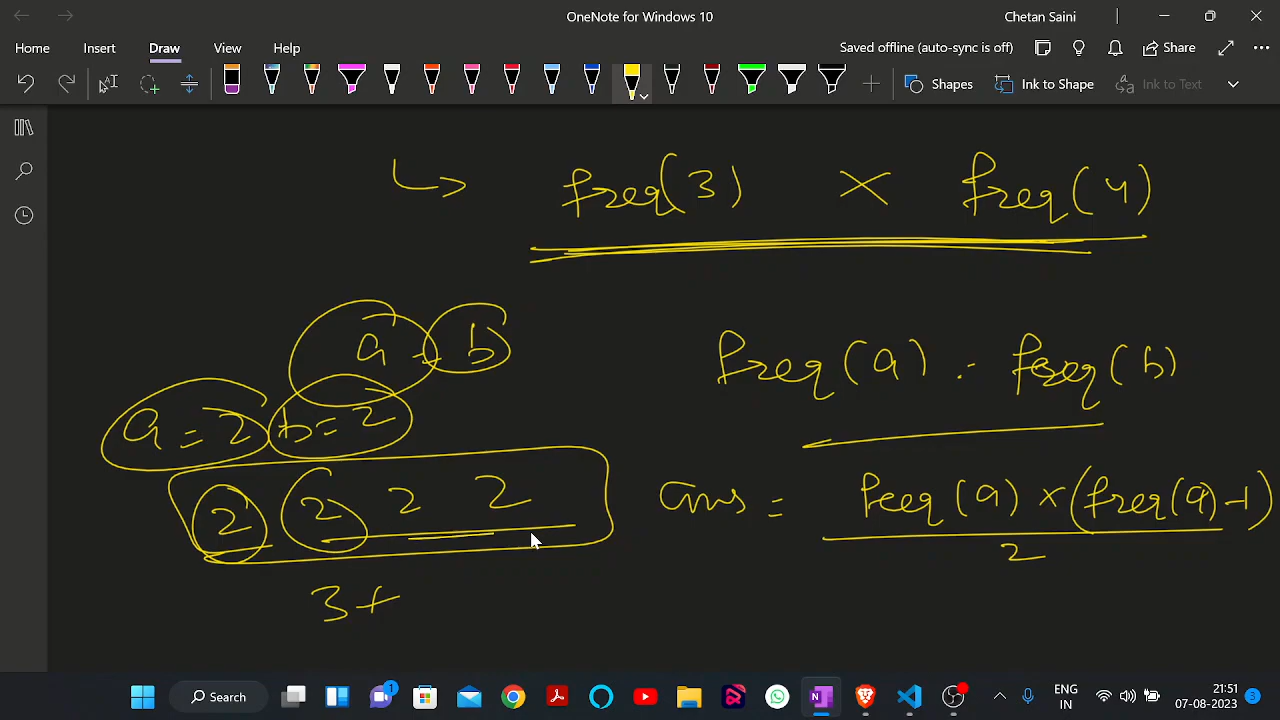 OneNote for Windows 10
Chetan Saini
Home Insert Draw View Help
Saved offline (auto-sync is off)
Share
Shapes
Ink to Shape
Ink to Text
freq(3) × freq(4)
a - b
freq(a) . freq(b)
a=2 b=2
2 2 2 2
ans = freq(a) × (freq(a)-1)
2
3+
Search
1
ENG
IN
21:51
07-08-2023
3